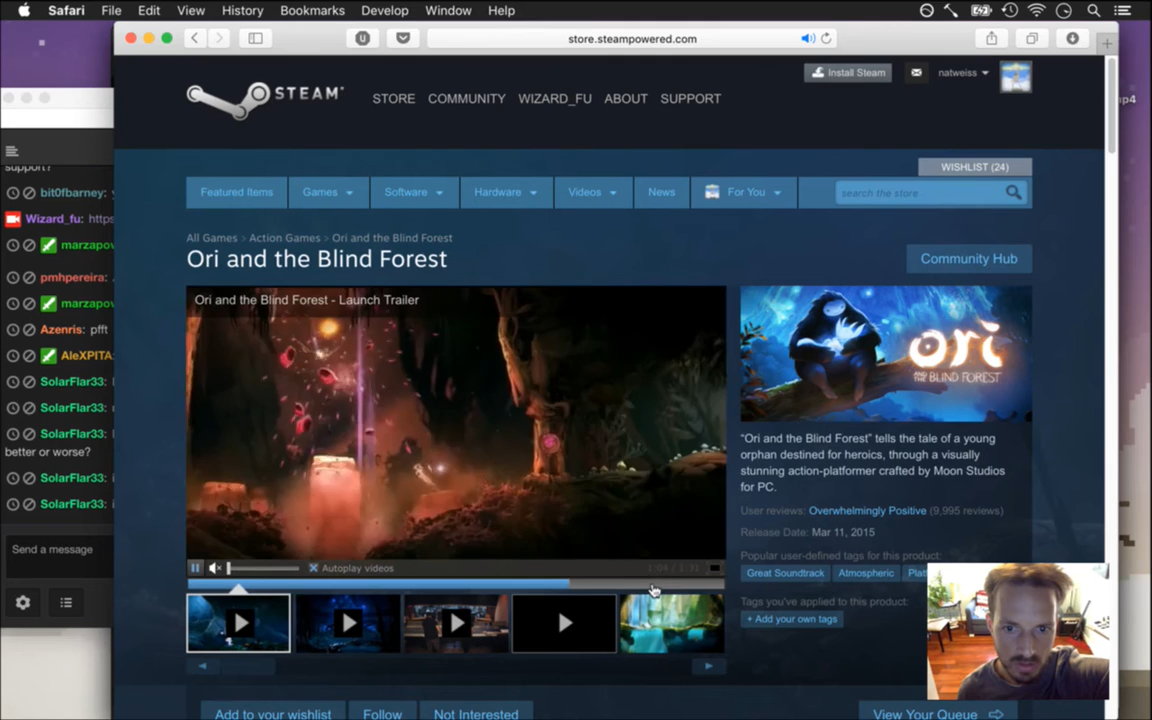 Safari File Edit View History Bookmarks Develop Window Help
store.steampowered.com
mp4
Install Steam natweiss
STEAM STORE COMMUNITY WIZARD_FU ABOUT SUPPORT
WISHLIST (24)
Featured Items Games Software Hardware Videos News For You search the store
All Games > Action Games > Ori and the Blind Forest
Ori and the Blind Forest
Community Hub
Ori and the Blind Forest - Launch Trailer
ori
AND THE BLIND FOREST
"Ori and the Blind Forest" tells the tale of a young
orphan destined for heroics, through a visually
stunning action-platformer crafted by Moon Studios
for PC.
User reviews: Overwhelmingly Positive (9,995 reviews)
Release Date: Mar 11, 2015
Popular user-defined tags for this product:
Great Soundtrack Atmospheric Plat
Tags you've applied to this product:
+ Add your own tags
Autoplay videos 1:04 / 1:31
Add to your wishlist Follow Not Interested View Your Queue
support?
bit0fbarney:
Wizard_fu: https
marzapov
pmhpereira:
marzapov
Azenris: pfft
AleXPITA:
SolarFlar33:
SolarFlar33:
SolarFlar33:
better or worse?
SolarFlar33:
SolarFlar33:
Send a message